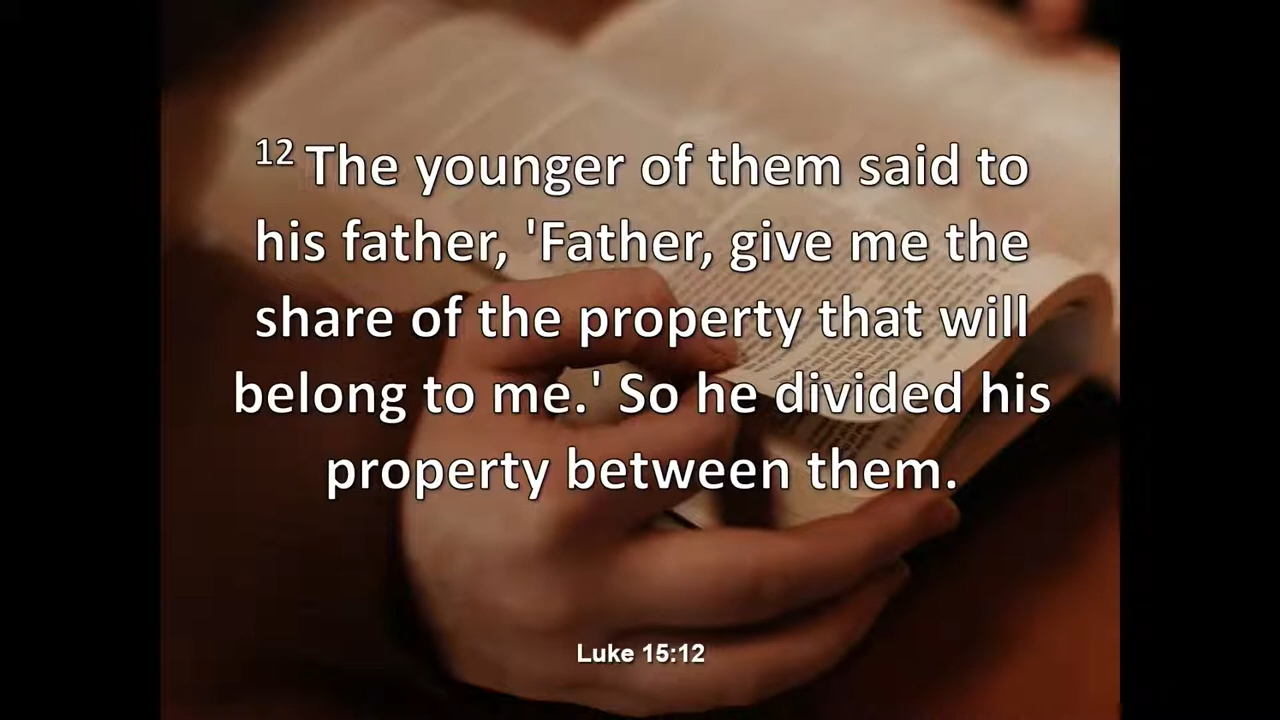 12 The younger of them said to
his father, 'Father, give me the
share of the property that will
belong to me.' So he divided his
property between them.
Luke 15:12